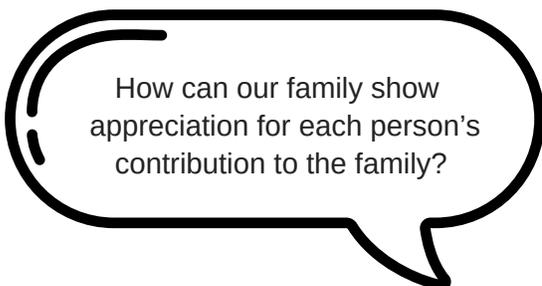 How can our family show
appreciation for each person’s
contribution to the family?